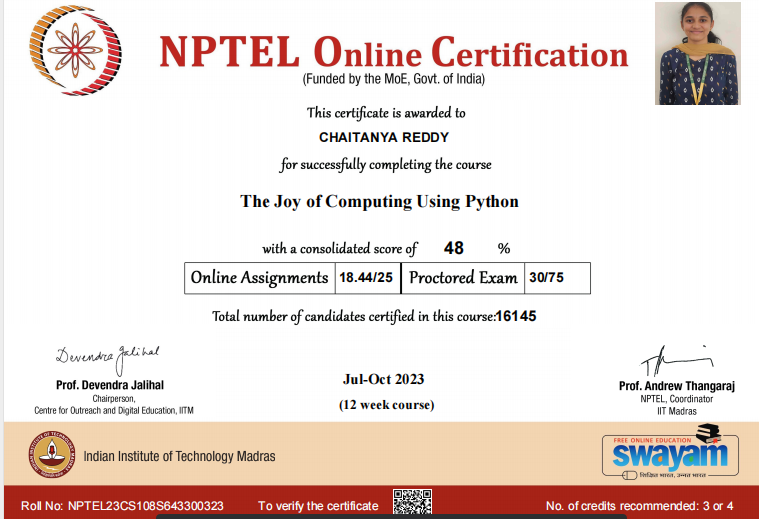 NPTEL Online Certification
(Funded by the MoE, Govt. of India)
This certificate is awarded to
CHAITANYA REDDY
for successfully completing the course
The Joy of Computing Using Python
with a consolidated score of 48 %
Online Assignments 18.44/25 Proctored Exam 30/75
Total number of candidates certified in this course:16145
Devendra Jalihal
Prof. Devendra Jalihal
Chairperson,
Centre for Outreach and Digital Education, IITM
Jul-Oct 2023
(12 week course)
Prof. Andrew Thangaraj
NPTEL, Coordinator
IIT Madras
Indian Institute of Technology Madras
FREE ONLINE EDUCATION
swayam
शिक्षित भारत, उन्नत भारत
Roll No: NPTEL23CS108S643300323
To verify the certificate
No. of credits recommended: 3 or 4